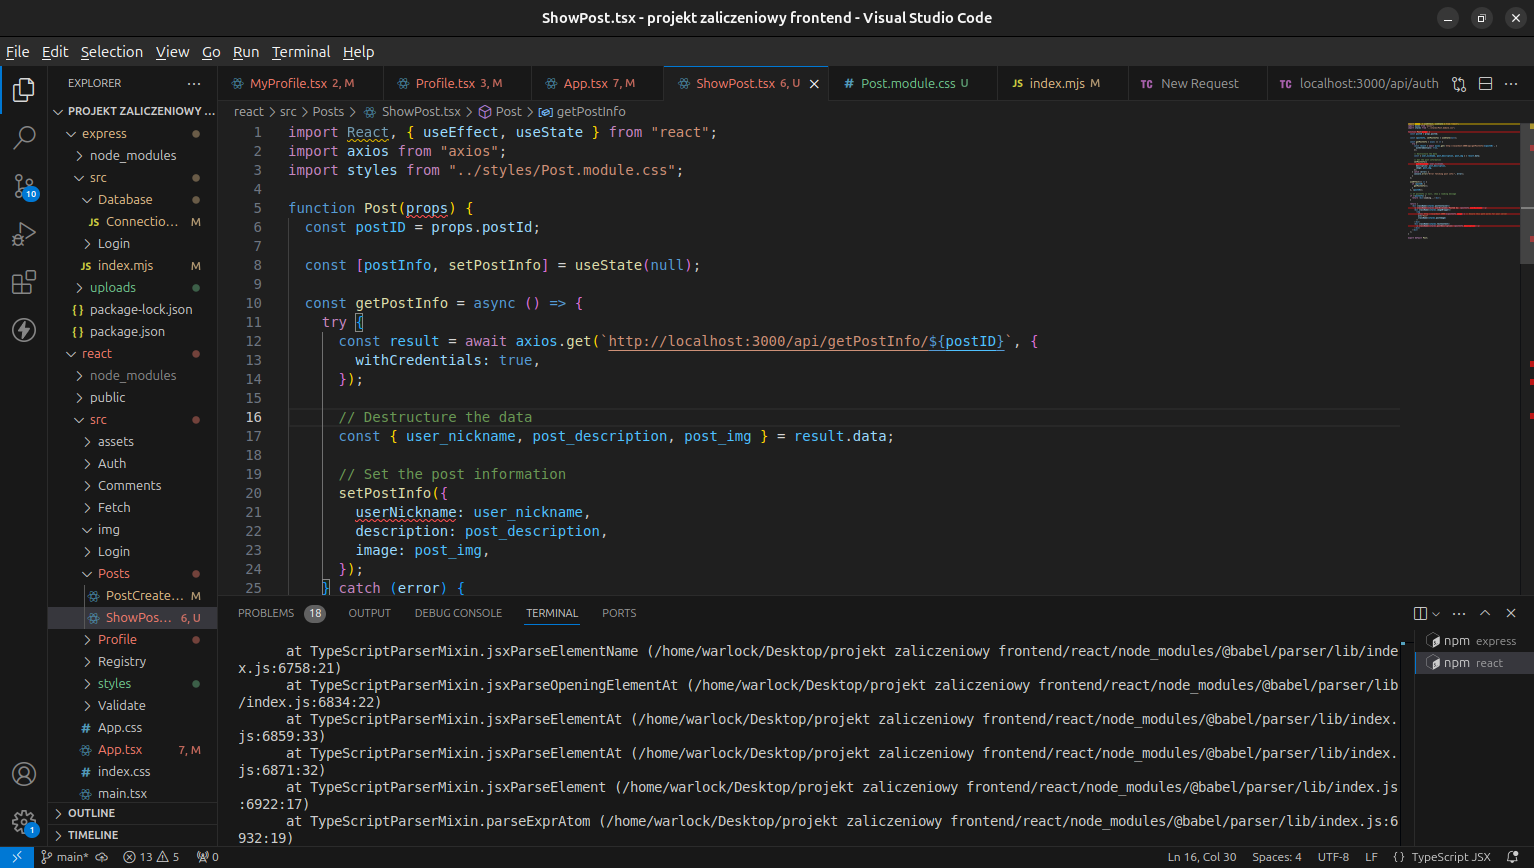 ShowPost.tsx - projekt zaliczeniowy frontend - Visual Studio Code
File Edit Selection View Go Run Terminal Help
EXPLORER
MyProfile.tsx 2, M
Profile.tsx 3, M
App.tsx 7, M
ShowPost.tsx 6, U
Post.module.css U
JS index.mjs M
TC New Request
TC localhost:3000/api/auth
PROJEKT ZALICZENIOWY ...
react > src > Posts > ShowPost.tsx > Post > getPostInfo
express
node_modules
src
Database
JS Connectio... M
Login
JS index.mjs M
uploads
{} package-lock.json
{} package.json
react
node_modules
public
src
assets
Auth
Comments
Fetch
img
Login
Posts
PostCreate... M
ShowPos... 6, U
Profile
Registry
styles
Validate
# App.css
App.tsx 7, M
# index.css
main.tsx
OUTLINE
TIMELINE
10
1
1 import React, { useEffect, useState } from "react";
2 import axios from "axios";
3 import styles from "../styles/Post.module.css";
4
5 function Post(props) {
6 const postID = props.postId;
7
8 const [postInfo, setPostInfo] = useState(null);
9
10 const getPostInfo = async () => {
11 try {
12 const result = await axios.get(`http://localhost:3000/api/getPostInfo/${postID}`, {
13 withCredentials: true,
14 });
15
16 // Destructure the data
17 const { user_nickname, post_description, post_img } = result.data;
18
19 // Set the post information
20 setPostInfo({
21 userNickname: user_nickname,
22 description: post_description,
23 image: post_img,
24 });
25 } catch (error) {
PROBLEMS 18 OUTPUT DEBUG CONSOLE TERMINAL PORTS
at TypeScriptParserMixin.jsxParseElementName (/home/warlock/Desktop/projekt zaliczeniowy frontend/react/node_modules/@babel/parser/lib/inde
x.js:6758:21)
at TypeScriptParserMixin.jsxParseOpeningElementAt (/home/warlock/Desktop/projekt zaliczeniowy frontend/react/node_modules/@babel/parser/lib
/index.js:6834:22)
at TypeScriptParserMixin.jsxParseElementAt (/home/warlock/Desktop/projekt zaliczeniowy frontend/react/node_modules/@babel/parser/lib/index.
js:6859:33)
at TypeScriptParserMixin.jsxParseElementAt (/home/warlock/Desktop/projekt zaliczeniowy frontend/react/node_modules/@babel/parser/lib/index.
js:6871:32)
at TypeScriptParserMixin.jsxParseElement (/home/warlock/Desktop/projekt zaliczeniowy frontend/react/node_modules/@babel/parser/lib/index.js
:6922:17)
at TypeScriptParserMixin.parseExprAtom (/home/warlock/Desktop/projekt zaliczeniowy frontend/react/node_modules/@babel/parser/lib/index.js:6
932:19)
npm express
npm react
main* 13 5 0
Ln 16, Col 30 Spaces: 4 UTF-8 LF {} TypeScript JSX